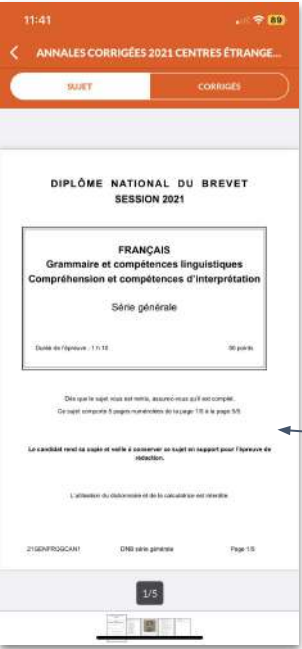 11:41
89
ANNALES CORRIGÉES 2021 CENTRES ÉTRANGE...
SUJET
CORRIGÉS
DIPLÔME NATIONAL DU BREVET
SESSION 2021
FRANÇAIS
Grammaire et compétences linguistiques
Compréhension et compétences d'interprétation
Série générale
Durée de l'épreuve : 1 h 10
50 points
Dès que le sujet vous est remis, assurez-vous qu'il est complet.
Ce sujet comporte 5 pages numérotées de la page 1/5 à la page 5/5
Le candidat rend sa copie et veille à conserver ce sujet en support pour l'épreuve de
rédaction.
L'utilisation du dictionnaire et de la calculatrice est interdite
21GENFRGGCAN1
DNB série générale
Page 1/5
1/5